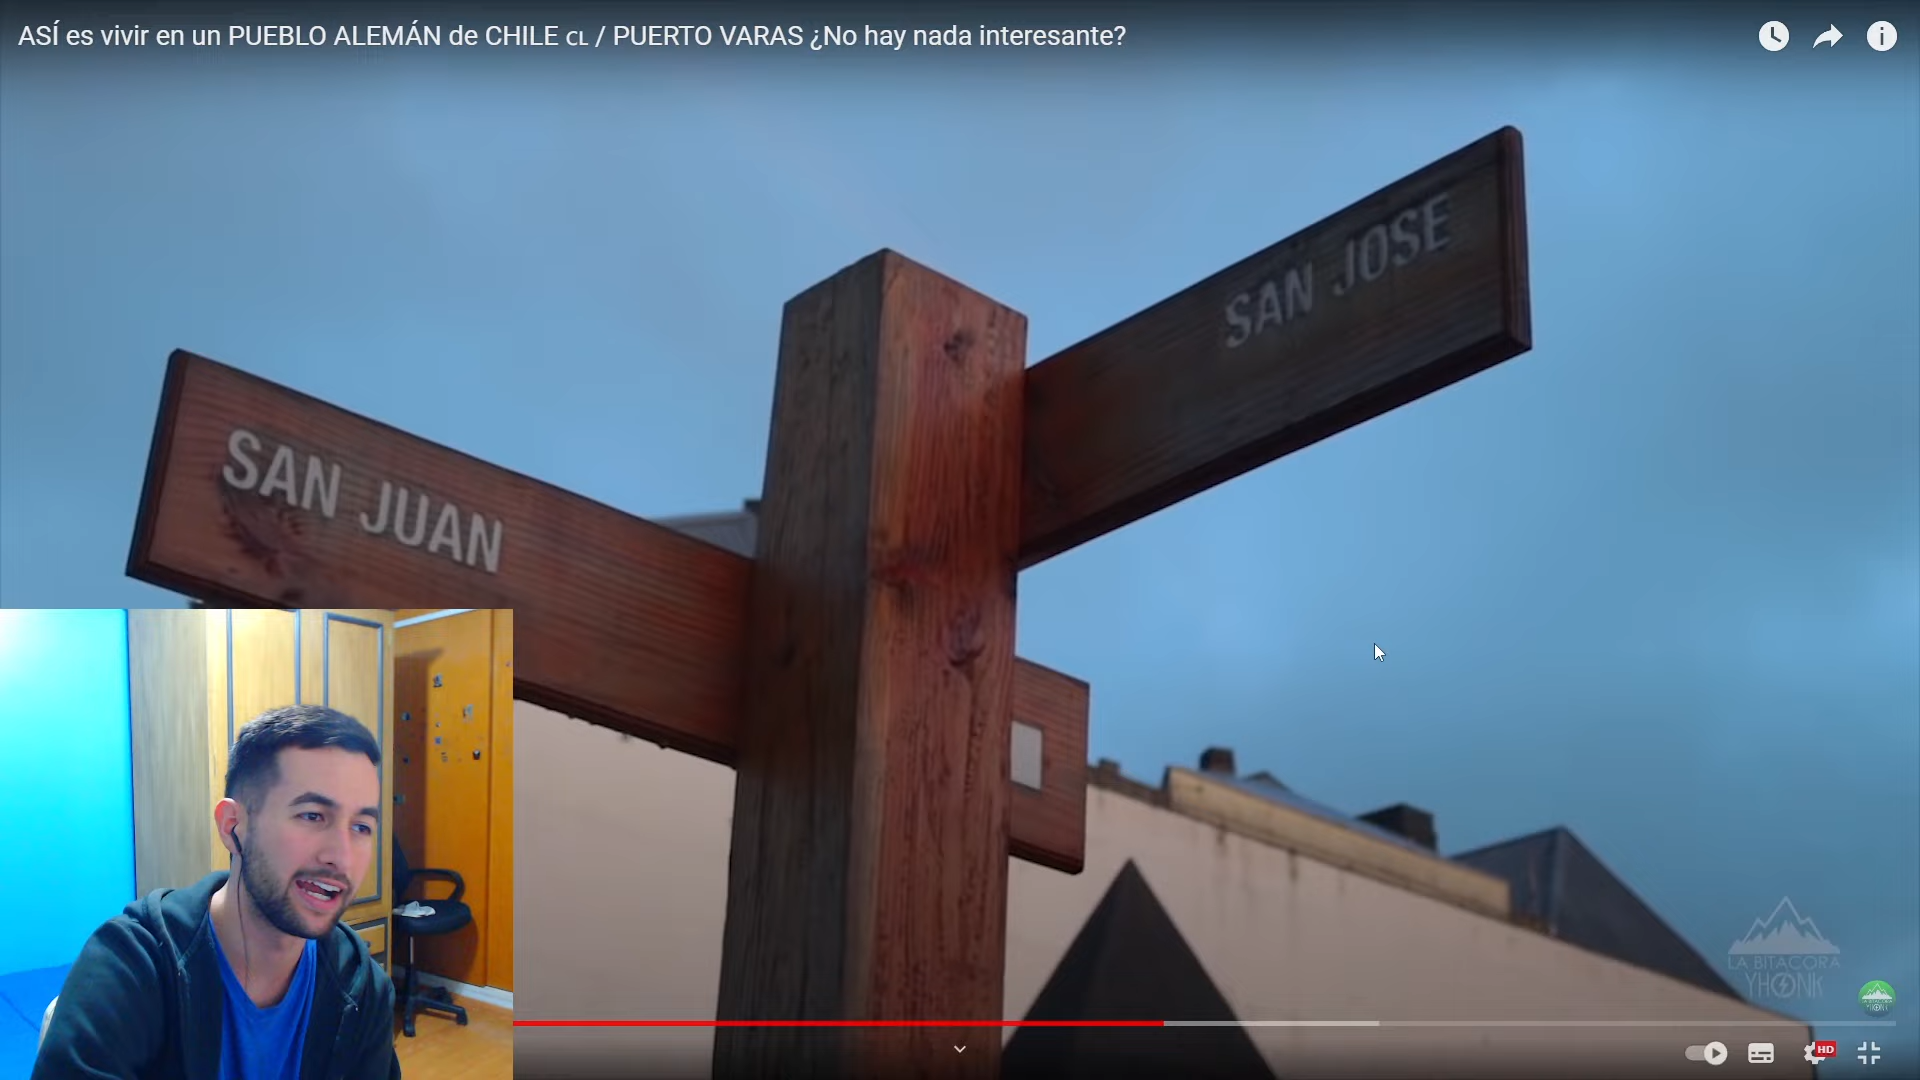 ASÍ es vivir en un PUEBLO ALEMÁN de CHILE CL / PUERTO VARAS ¿No hay nada interesante?
SAN JOSE
SAN JUAN
LA BITACORA
YHONK
HD